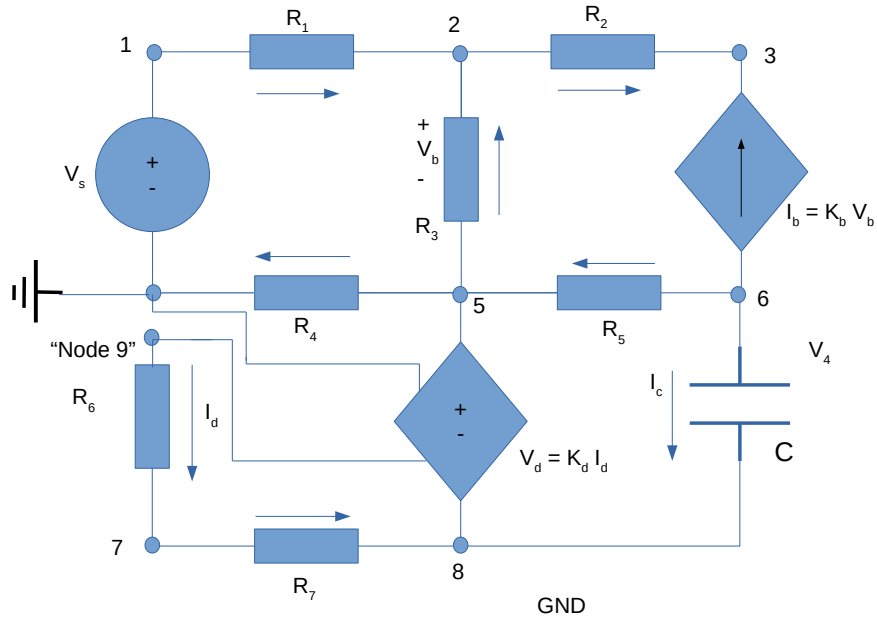 R1
2
R2
1
3
+
Vb
-
Vs
+
-
R3
Ib = Kb Vb
5
6
R4
R5
“Node 9”
V4
R6
Id
Ic
+
-
Vd = Kd Id
C
7
8
R7
GND